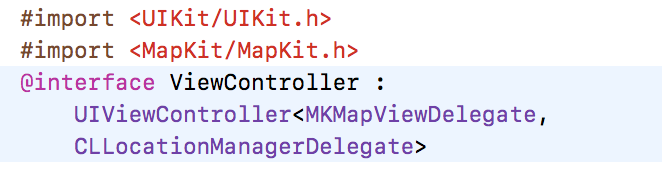 #import <UIKit/UIKit.h>
#import <MapKit/MapKit.h>
@interface ViewController :
    UIViewController<MKMapViewDelegate,
    CLLocationManagerDelegate>